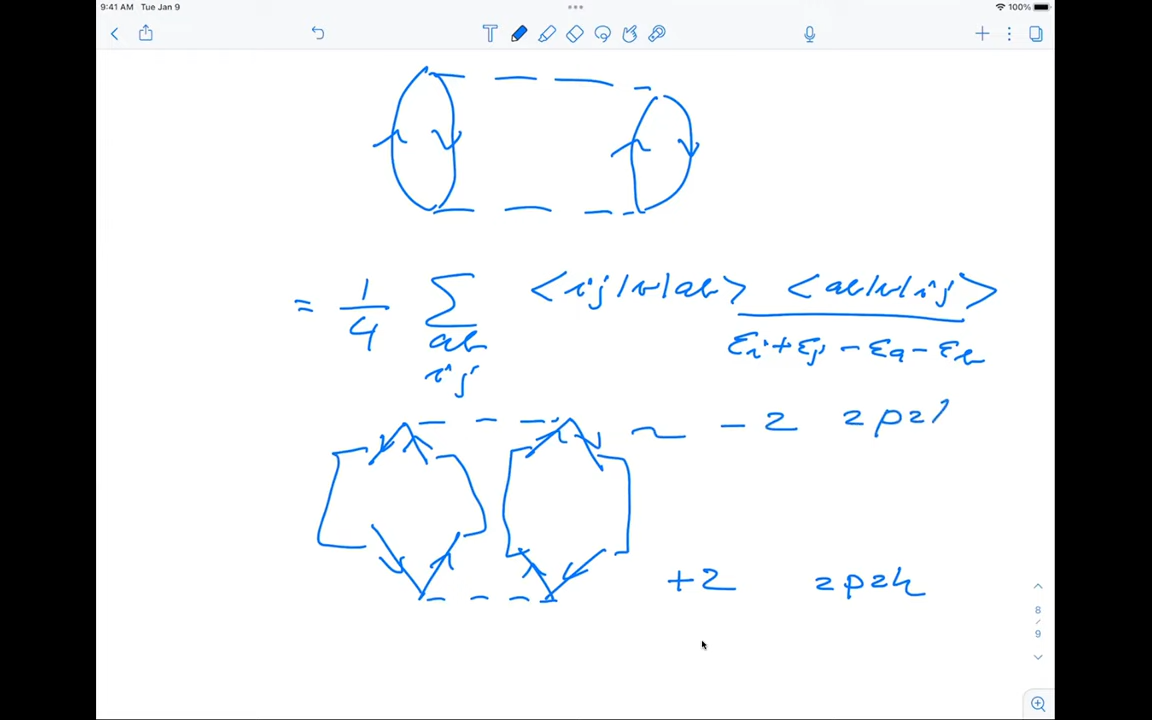 9:41 AM Tue Jan 9
100%
= 1/4 Σ <ij|v|ab> <ab|v|ij>
ab
ij
εi + εj - εa - εb
~ -2 2p2h
+2 2p2h
8
/
9